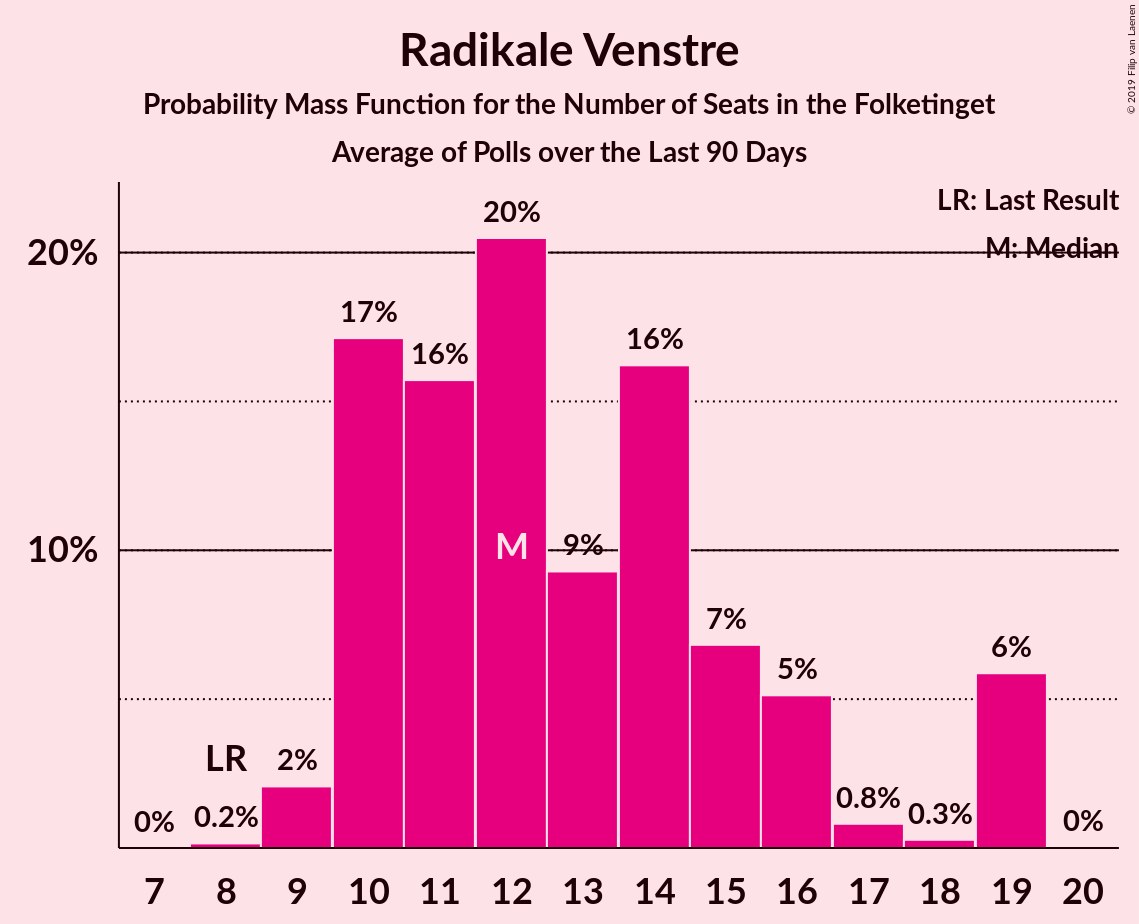 Radikale Venstre
Probability Mass Function for the Number of Seats in the Folketinget
Average of Polls over the Last 90 Days
© 2019 Filip van Laenen
LR: Last Result
M: Median
20%
10%
0%
0.2%
LR
2%
17%
16%
20%
M
9%
16%
7%
5%
0.8%
0.3%
6%
0%
7 8 9 10 11 12 13 14 15 16 17 18 19 20